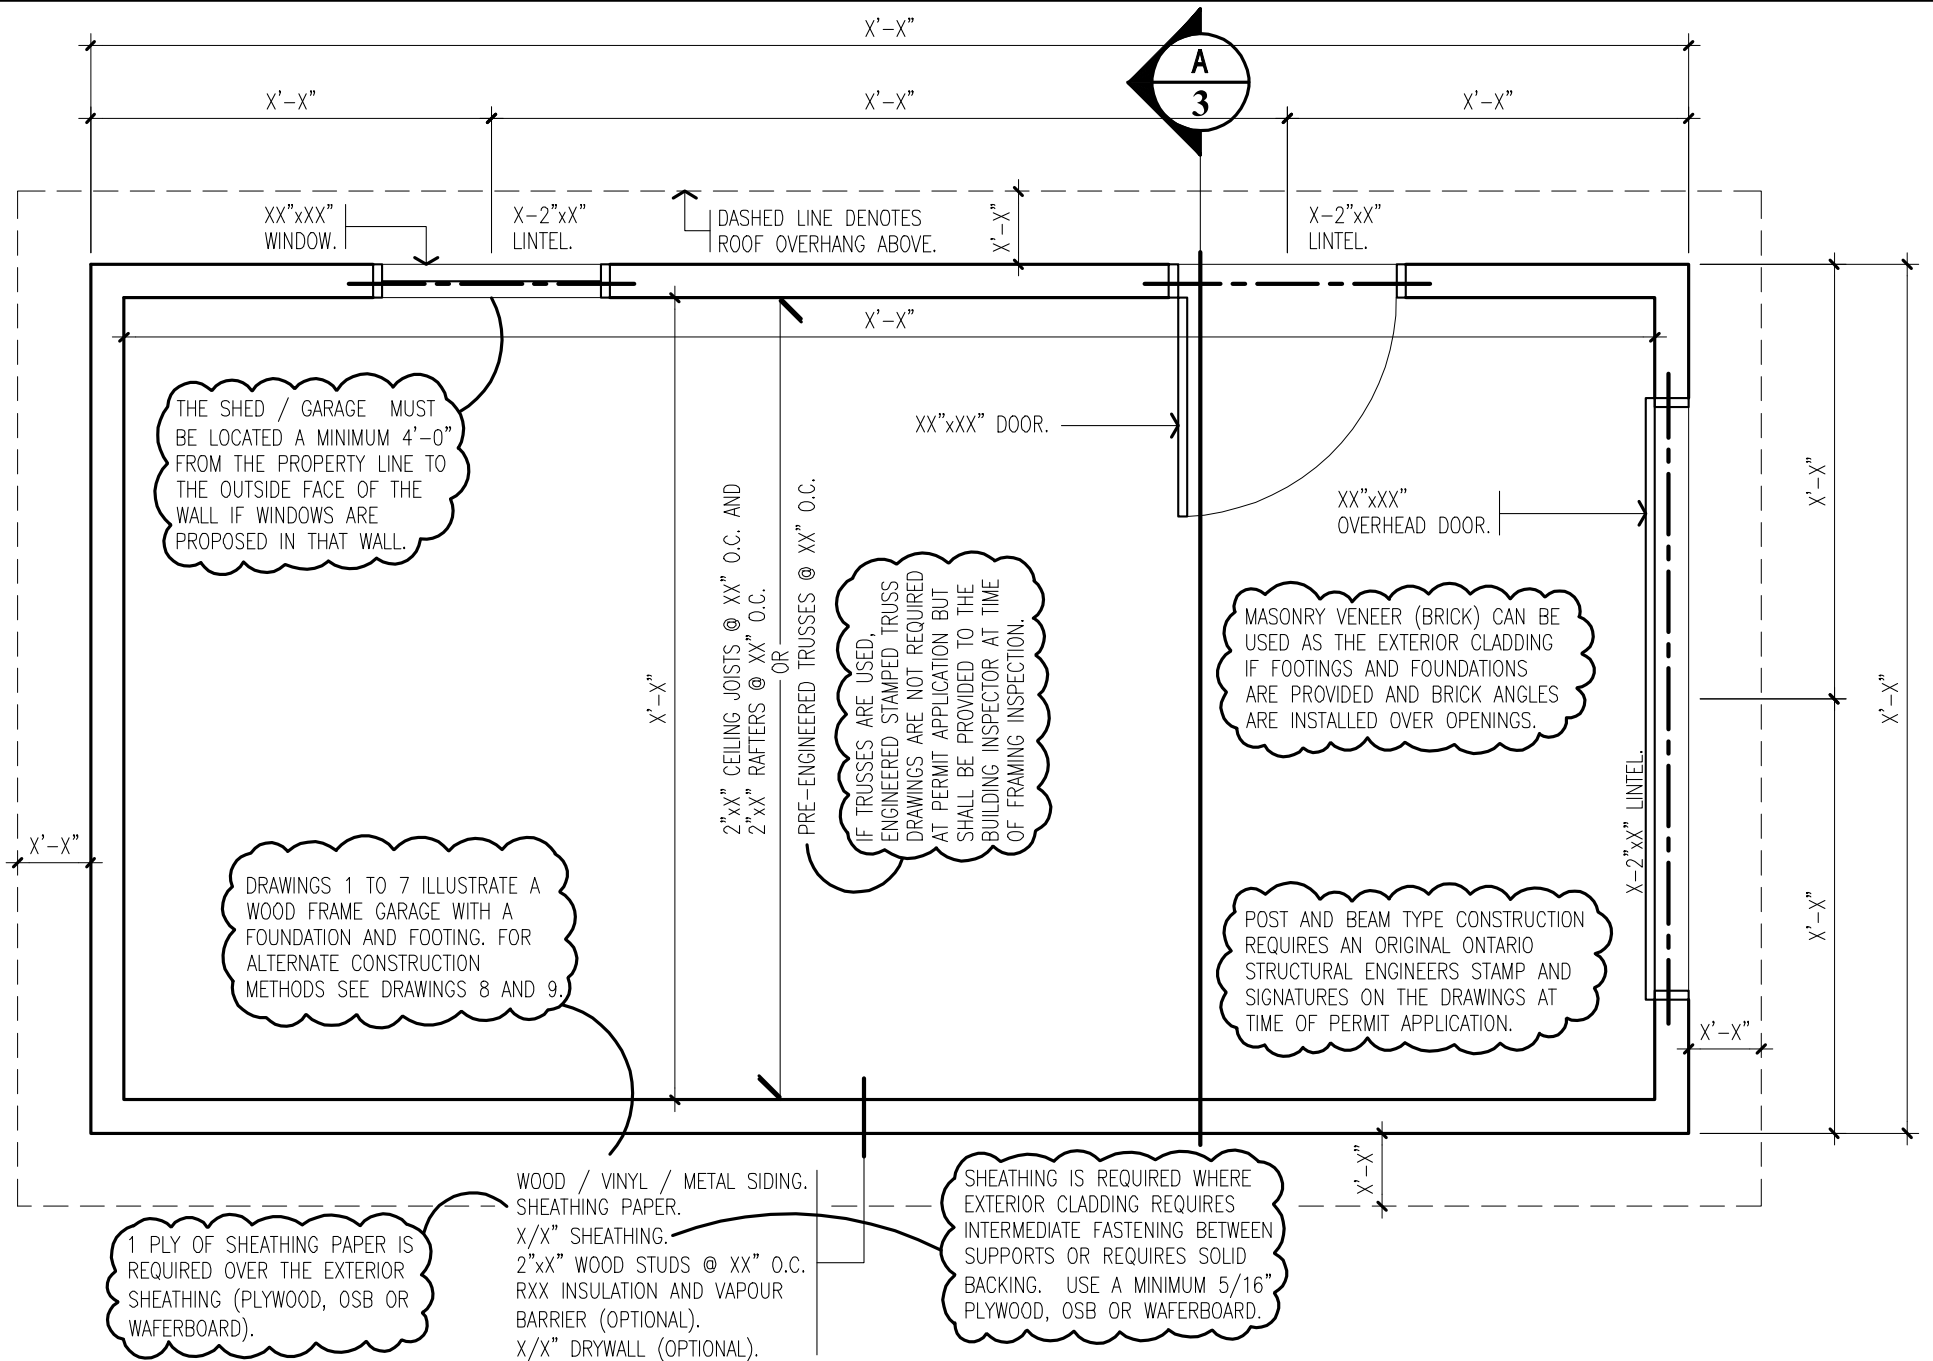 X'-X"
A
3
X'-X"
X'-X"
X'-X"
XX"xXX"
WINDOW.
X-2"xX"
LINTEL.
DASHED LINE DENOTES
ROOF OVERHANG ABOVE.
X'-X"
X-2"xX"
LINTEL.
X'-X"
THE SHED / GARAGE MUST
BE LOCATED A MINIMUM 4'-0"
FROM THE PROPERTY LINE TO
THE OUTSIDE FACE OF THE
WALL IF WINDOWS ARE
PROPOSED IN THAT WALL.
XX"xXX" DOOR.
XX"xXX"
OVERHEAD DOOR.
X'-X"
X'-X"
2"xX" CEILING JOISTS @ XX" O.C. AND
2"xX" RAFTERS @ XX" O.C.
OR
PRE-ENGINEERED TRUSSES @ XX" O.C.
IF TRUSSES ARE USED,
ENGINEERED STAMPED TRUSS
DRAWINGS ARE NOT REQUIRED
AT PERMIT APPLICATION BUT
SHALL BE PROVIDED TO THE
BUILDING INSPECTOR AT TIME
OF FRAMING INSPECTION.
MASONRY VENEER (BRICK) CAN BE
USED AS THE EXTERIOR CLADDING
IF FOOTINGS AND FOUNDATIONS
ARE PROVIDED AND BRICK ANGLES
ARE INSTALLED OVER OPENINGS.
X-2"xX" LINTEL.
X'-X"
X'-X"
X'-X"
DRAWINGS 1 TO 7 ILLUSTRATE A
WOOD FRAME GARAGE WITH A
FOUNDATION AND FOOTING. FOR
ALTERNATE CONSTRUCTION
METHODS SEE DRAWINGS 8 AND 9.
POST AND BEAM TYPE CONSTRUCTION
REQUIRES AN ORIGINAL ONTARIO
STRUCTURAL ENGINEERS STAMP AND
SIGNATURES ON THE DRAWINGS AT
TIME OF PERMIT APPLICATION.
X'-X"
X'-X"
1 PLY OF SHEATHING PAPER IS
REQUIRED OVER THE EXTERIOR
SHEATHING (PLYWOOD, OSB OR
WAFERBOARD).
WOOD / VINYL / METAL SIDING.
SHEATHING PAPER.
X/X" SHEATHING.
2"xX" WOOD STUDS @ XX" O.C.
RXX INSULATION AND VAPOUR
BARRIER (OPTIONAL).
X/X" DRYWALL (OPTIONAL).
SHEATHING IS REQUIRED WHERE
EXTERIOR CLADDING REQUIRES
INTERMEDIATE FASTENING BETWEEN
SUPPORTS OR REQUIRES SOLID
BACKING. USE A MINIMUM 5/16"
PLYWOOD, OSB OR WAFERBOARD.